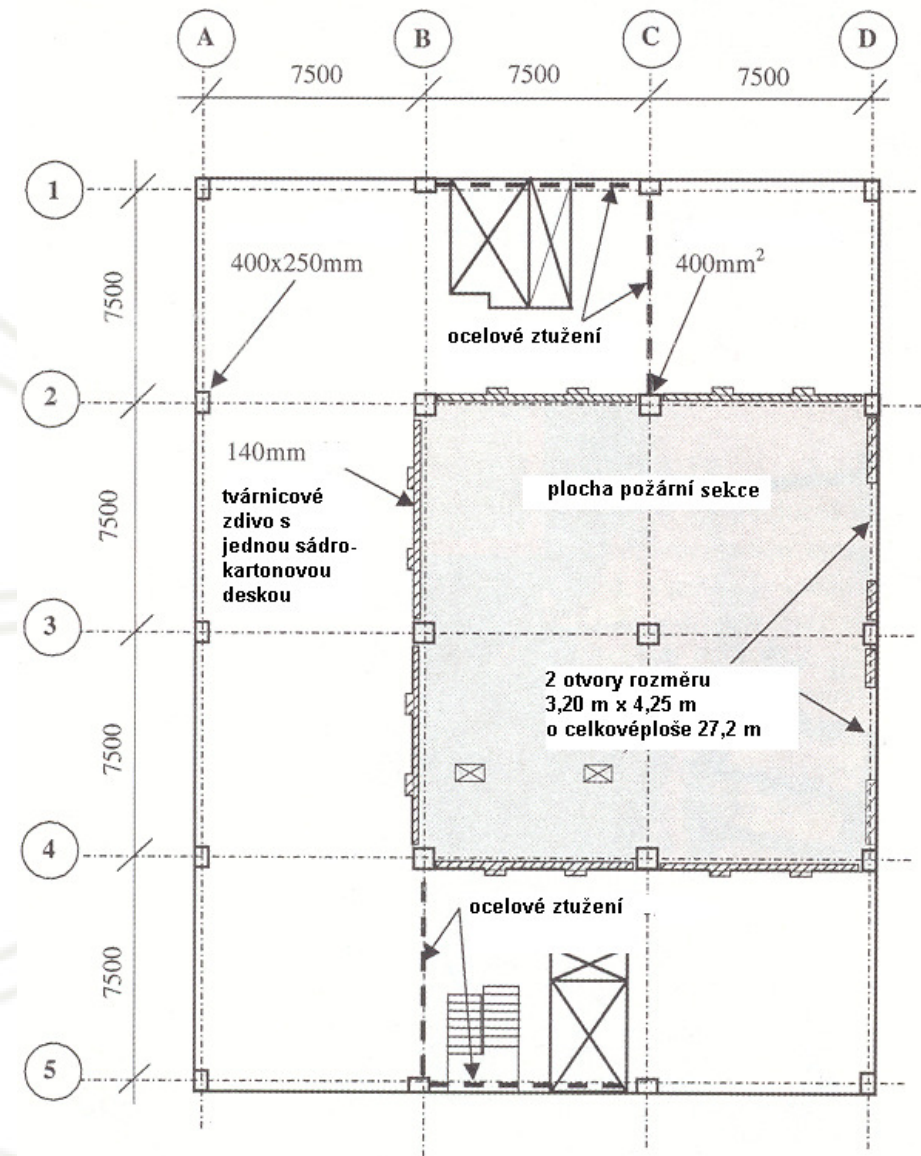 A
B
C
D
7500
7500
7500
1
400x250mm
400mm²
7500
ocelové ztužení
2
140mm
tvárnicové
zdivo s
jednou sádro-
kartonovou
deskou
plocha požární sekce
7500
3
2 otvory rozměru
3,20 m x 4,25 m
o celkovéploše 27,2 m
7500
4
ocelové ztužení
7500
5